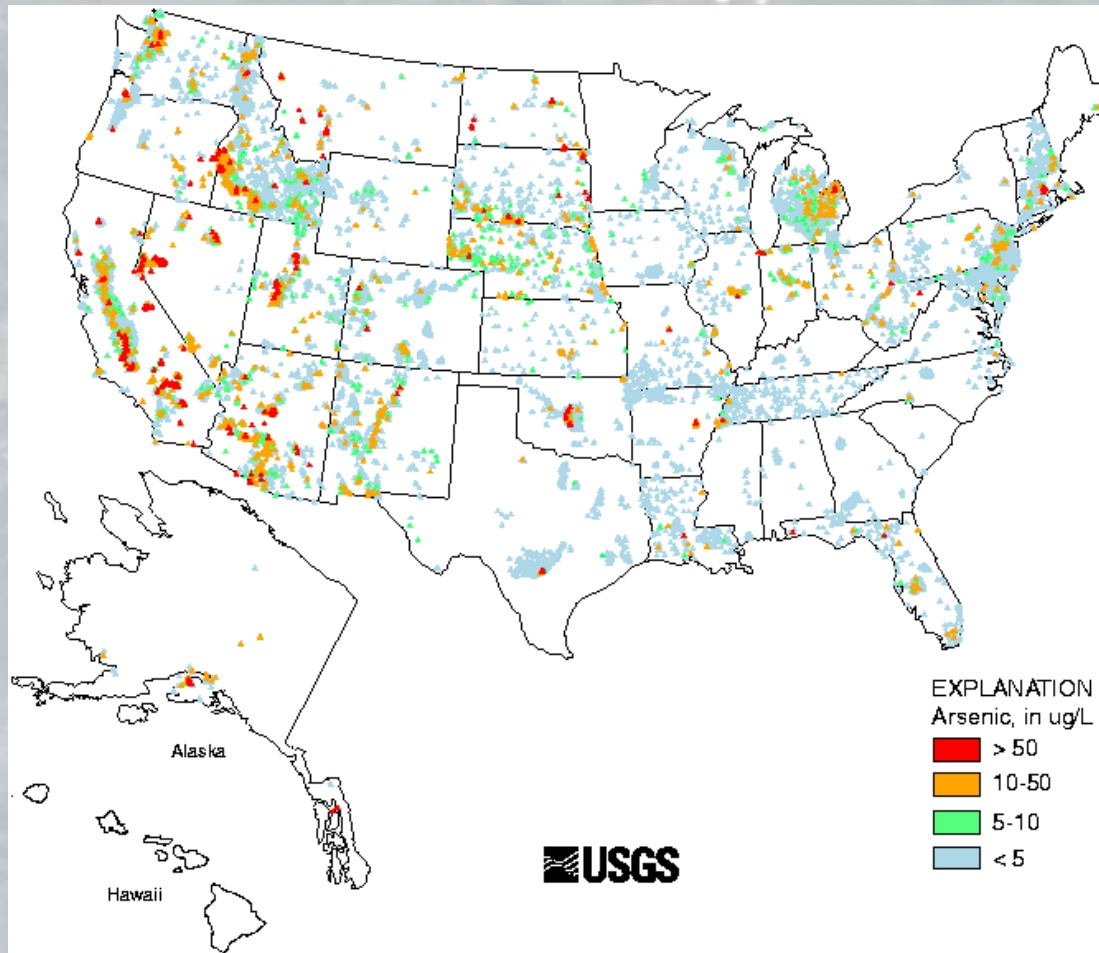 Alaska
Hawaii
USGS
EXPLANATION
Arsenic, in ug/L
> 50
10-50
5-10
< 5